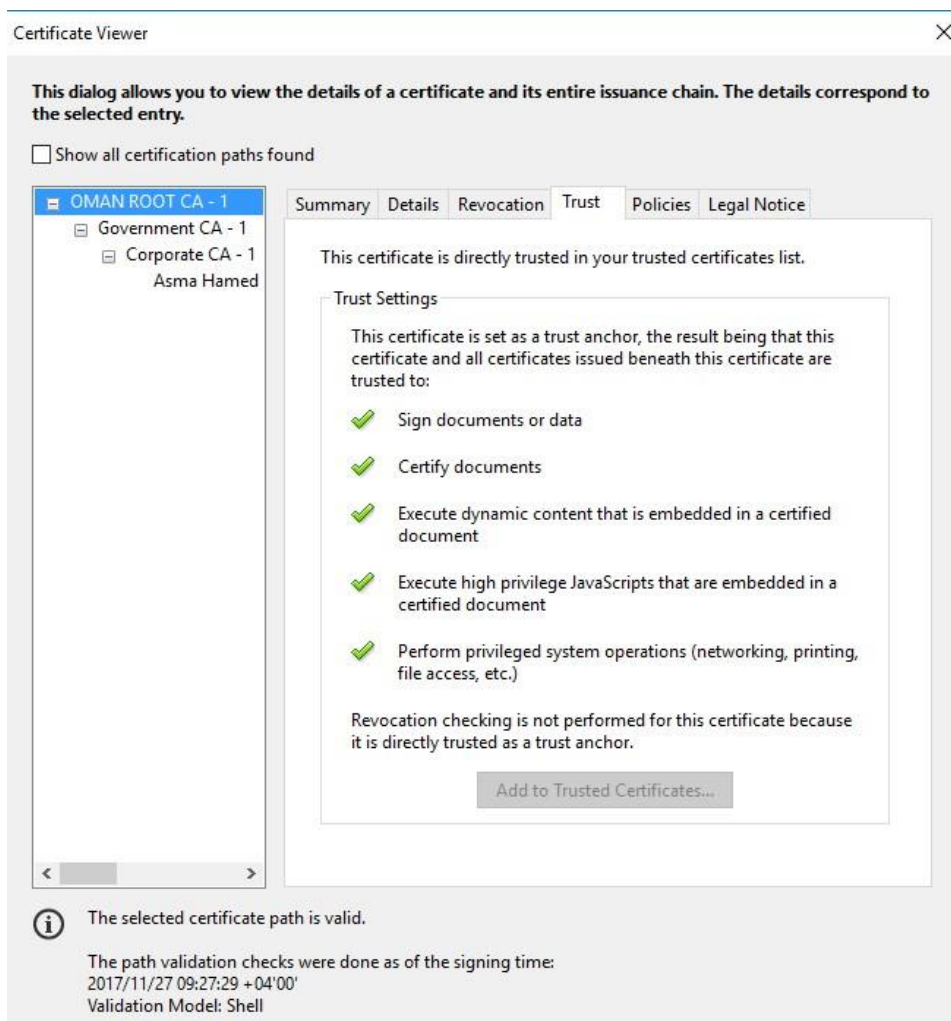 Certificate Viewer
This dialog allows you to view the details of a certificate and its entire issuance chain. The details correspond to
the selected entry.
Show all certification paths found
OMAN ROOT CA - 1
Government CA - 1
Corporate CA - 1
Asma Hamed
Summary Details Revocation Trust Policies Legal Notice
This certificate is directly trusted in your trusted certificates list.
Trust Settings
This certificate is set as a trust anchor, the result being that this
certificate and all certificates issued beneath this certificate are
trusted to:
Sign documents or data
Certify documents
Execute dynamic content that is embedded in a certified
document
Execute high privilege JavaScripts that are embedded in a
certified document
Perform privileged system operations (networking, printing,
file access, etc.)
Revocation checking is not performed for this certificate because
it is directly trusted as a trust anchor.
Add to Trusted Certificates...
The selected certificate path is valid.
The path validation checks were done as of the signing time:
2017/11/27 09:27:29 +04'00'
Validation Model: Shell